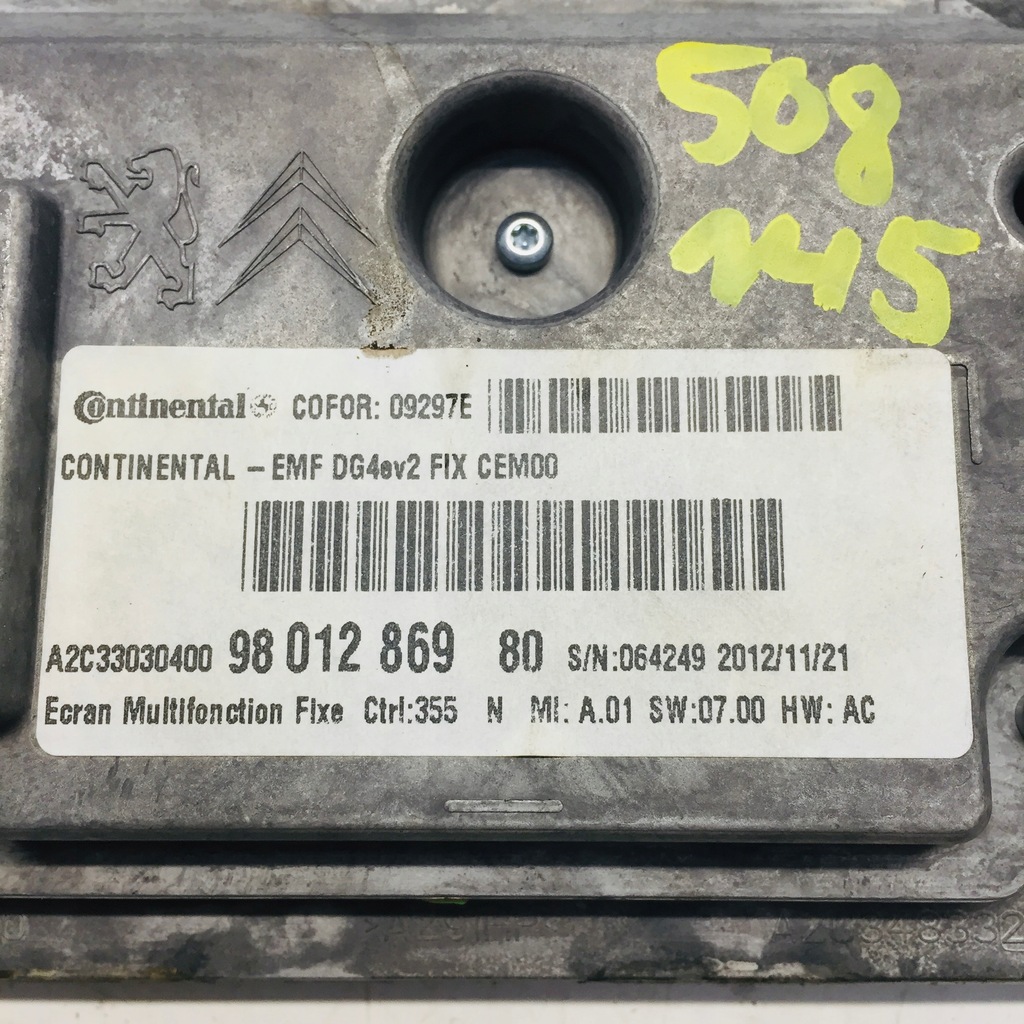 508
1415
Continental COFOR: 09297E
CONTINENTAL - EMF DG4ev2 FIX CEM00
A2C33030400 98 012 869 80 S/N:064249 2012/11/21
Ecran Multifonction Fixe Ctrl:355 N MI: A.01 SW:07.00 HW: AC